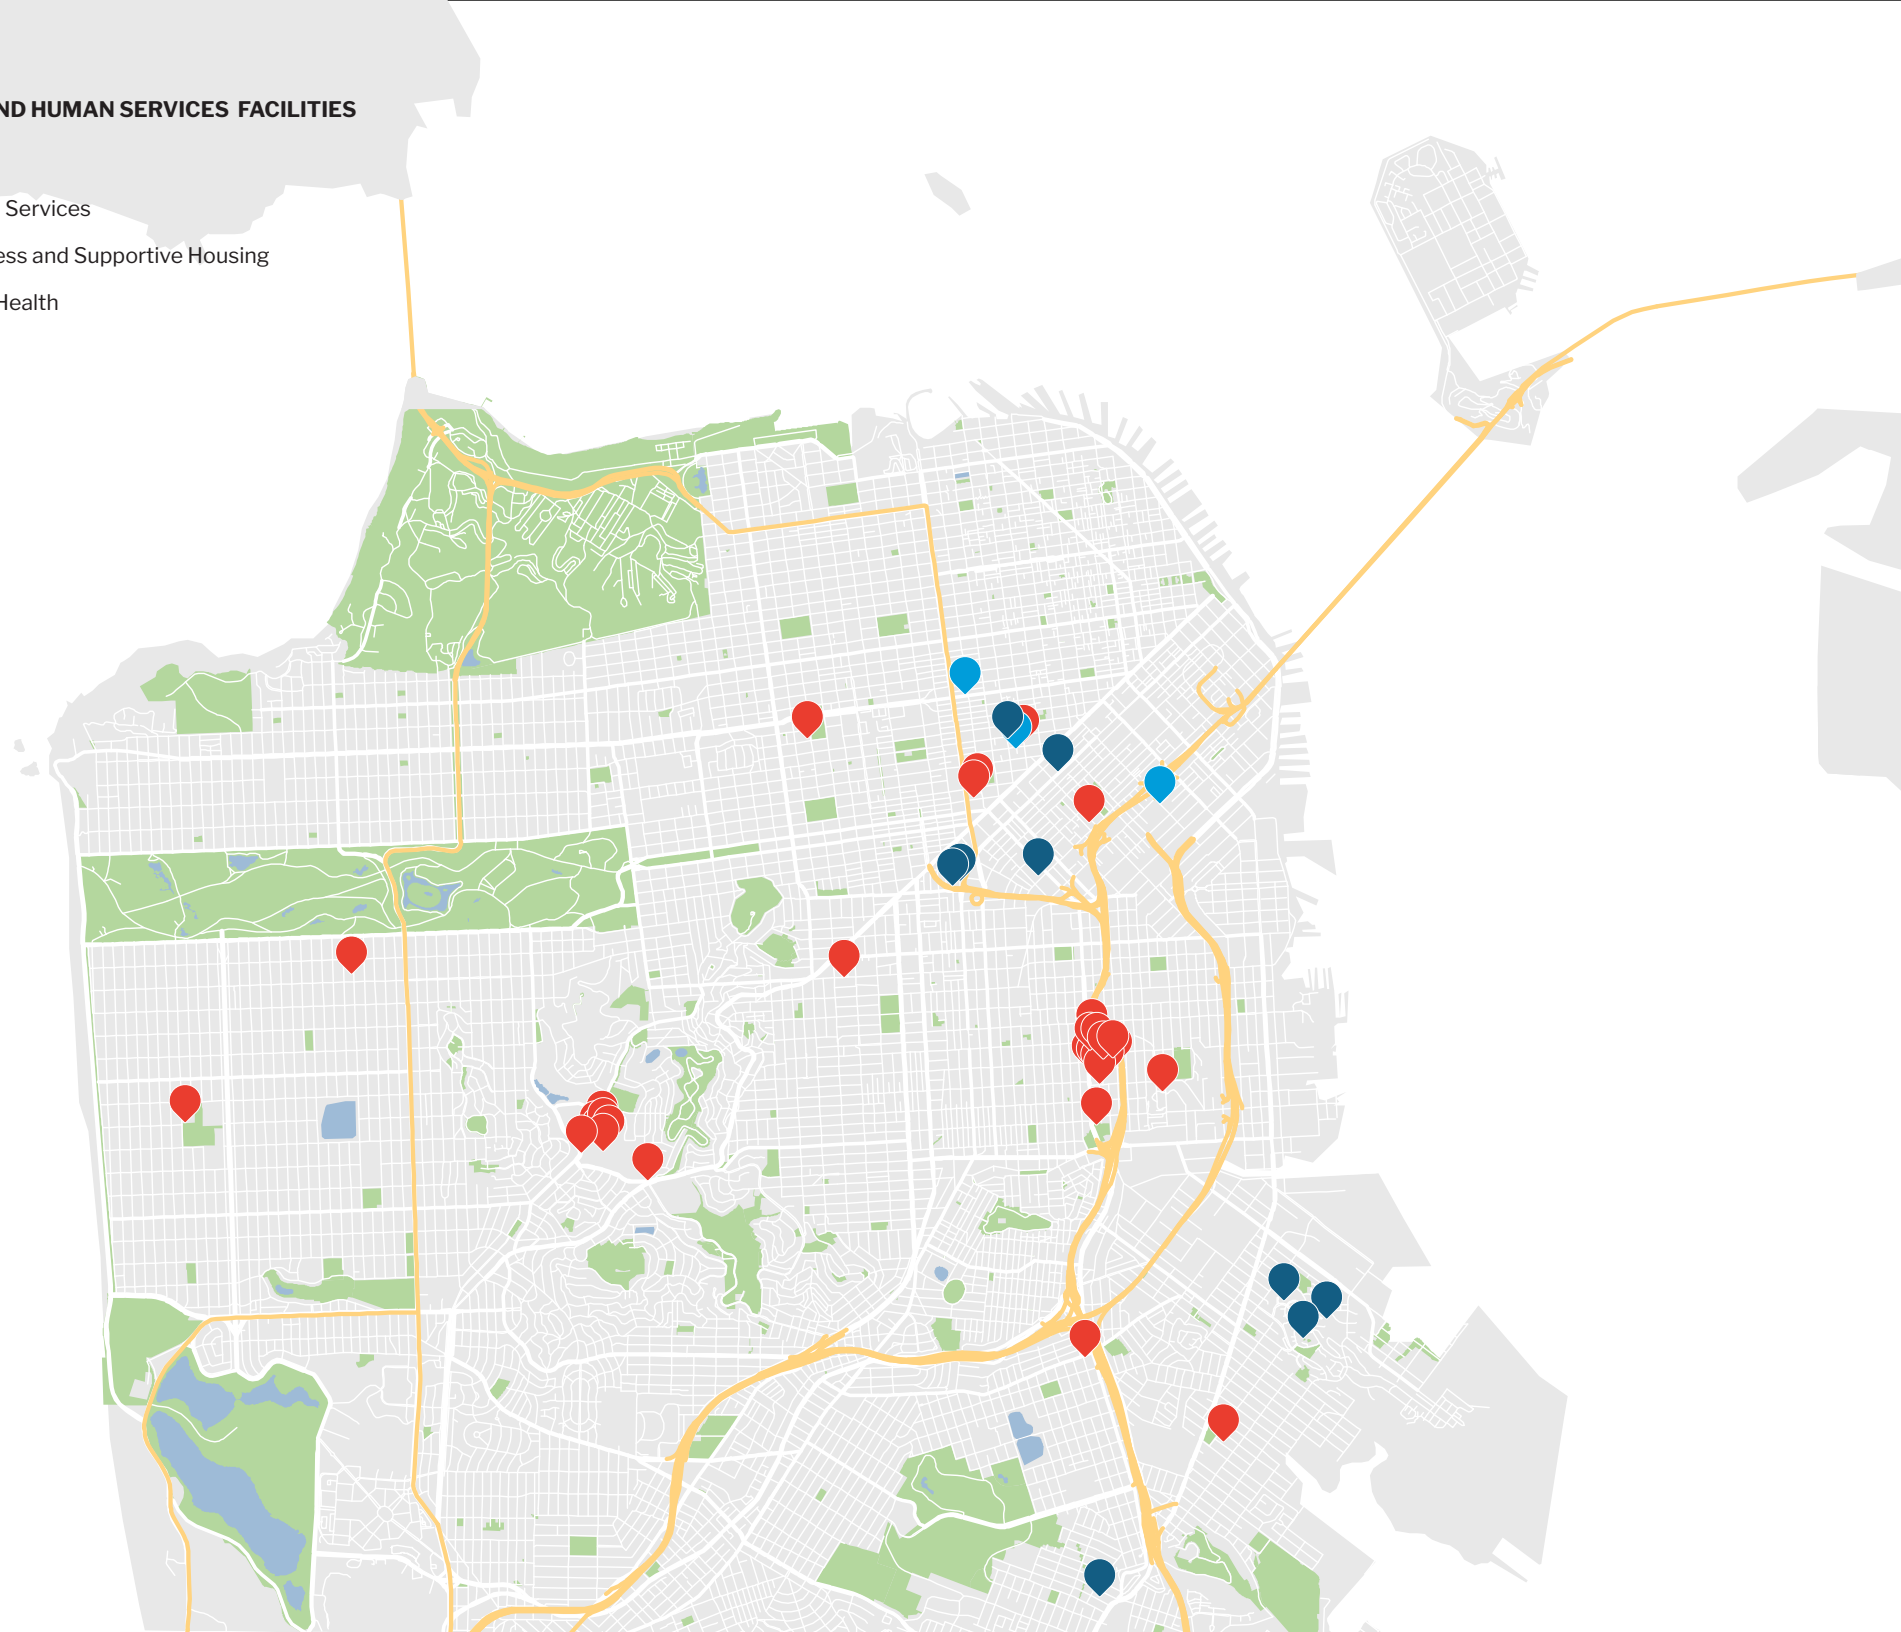 ND HUMAN SERVICES FACILITIES
Services
ess and Supportive Housing
Health